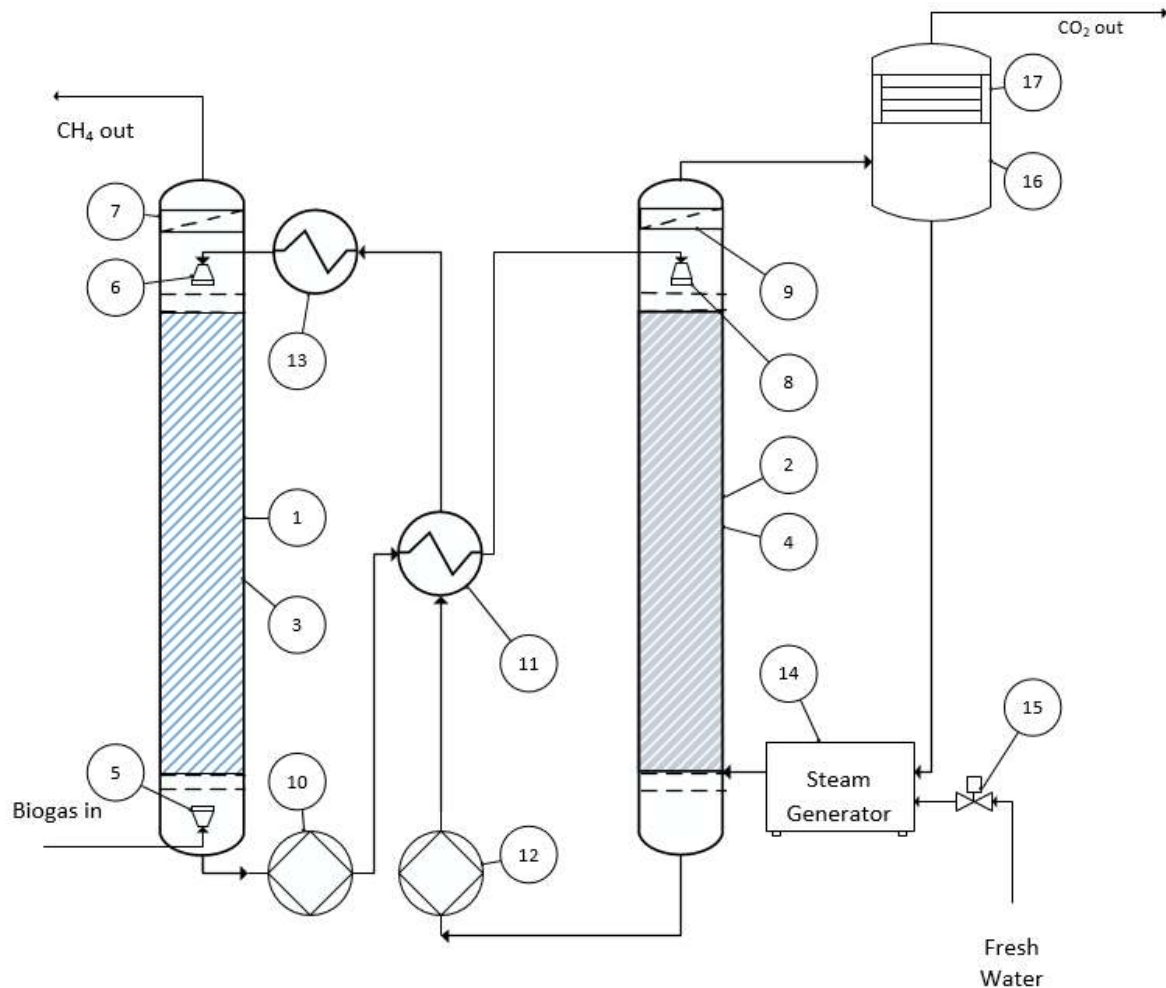 CO₂ out
17
CH₄ out
16
7
9
6
13
8
2
1
4
3
11
14
15
5
10
Steam
Generator
Biogas in
12
Fresh
Water